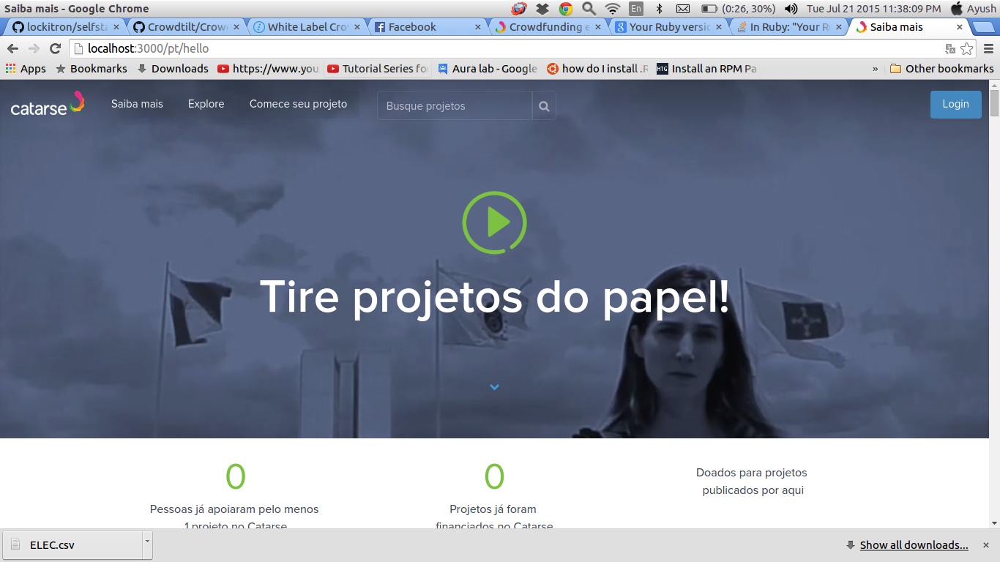 Saiba mais - Google Chrome
En
(0:26, 30%)
Tue Jul 21 2015 11:38:09 PM
Ayush
lockitron/selfsta
Crowdtilt/Crow
White Label Cro
Facebook
Crowdfunding e
Your Ruby versio
In Ruby: "Your R
Saiba mais
localhost:3000/pt/hello
Apps
Bookmarks
Downloads
https://www.you
Tutorial Series fo
Aura lab - Google
how do I install .R
HTG
Install an RPM Pa
»
Other bookmarks
catarse
Saiba mais
Explore
Comece seu projeto
Busque projetos
Login
Tire projetos do papel!
0
Pessoas já apoiaram pelo menos
1 projeto no Catarse
0
Projetos já foram
financiados no Catarse
Doados para projetos
publicados por aqui
ELEC.csv
Show all downloads...